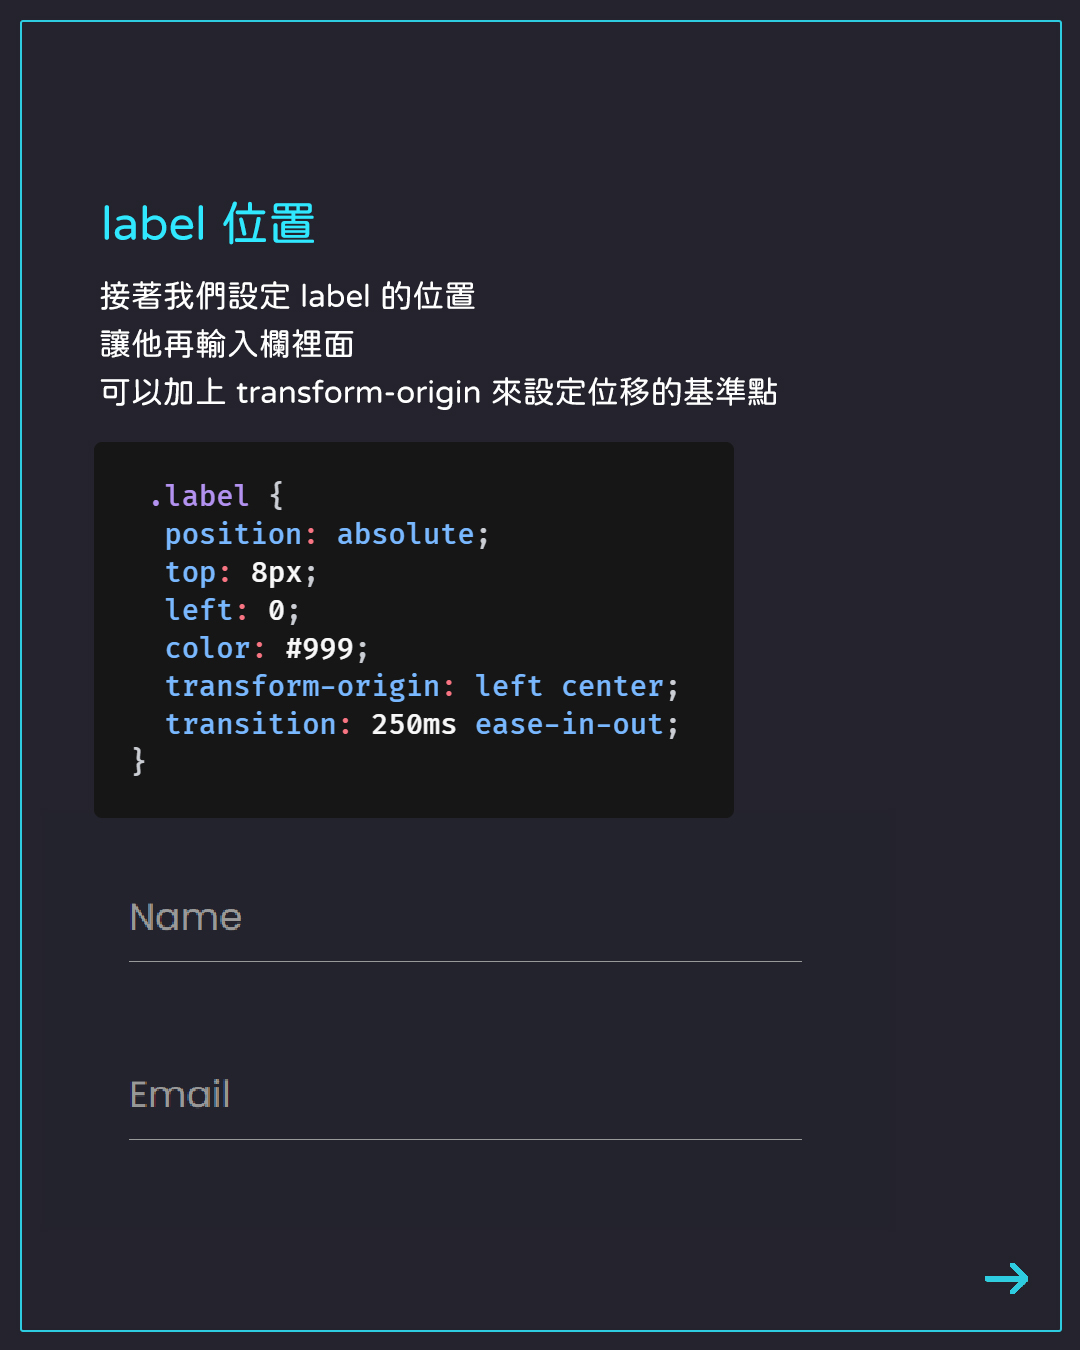 label 位置
接著我們設定 label 的位置
讓他再輸入欄裡面
可以加上 transform-origin 來設定位移的基準點
.label {
position: absolute;
top: 8px;
left: 0;
color: #999;
transform-origin: left center;
transition: 250ms ease-in-out;
}
Name
Email